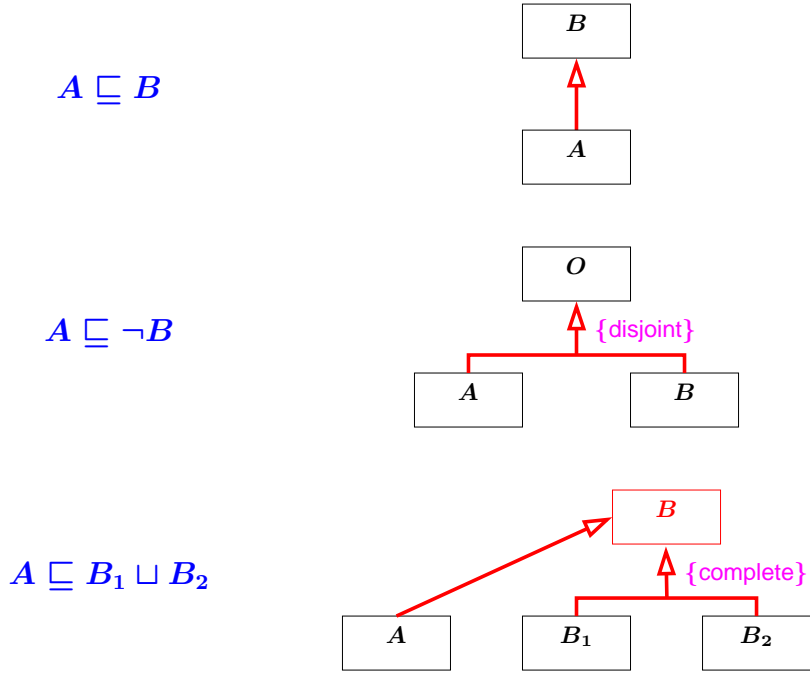 B
A ⊑ B
A
O
A ⊑ ¬B
{disjoint}
A B
B
A ⊑ B₁ ⊔ B₂
{complete}
A B₁ B₂